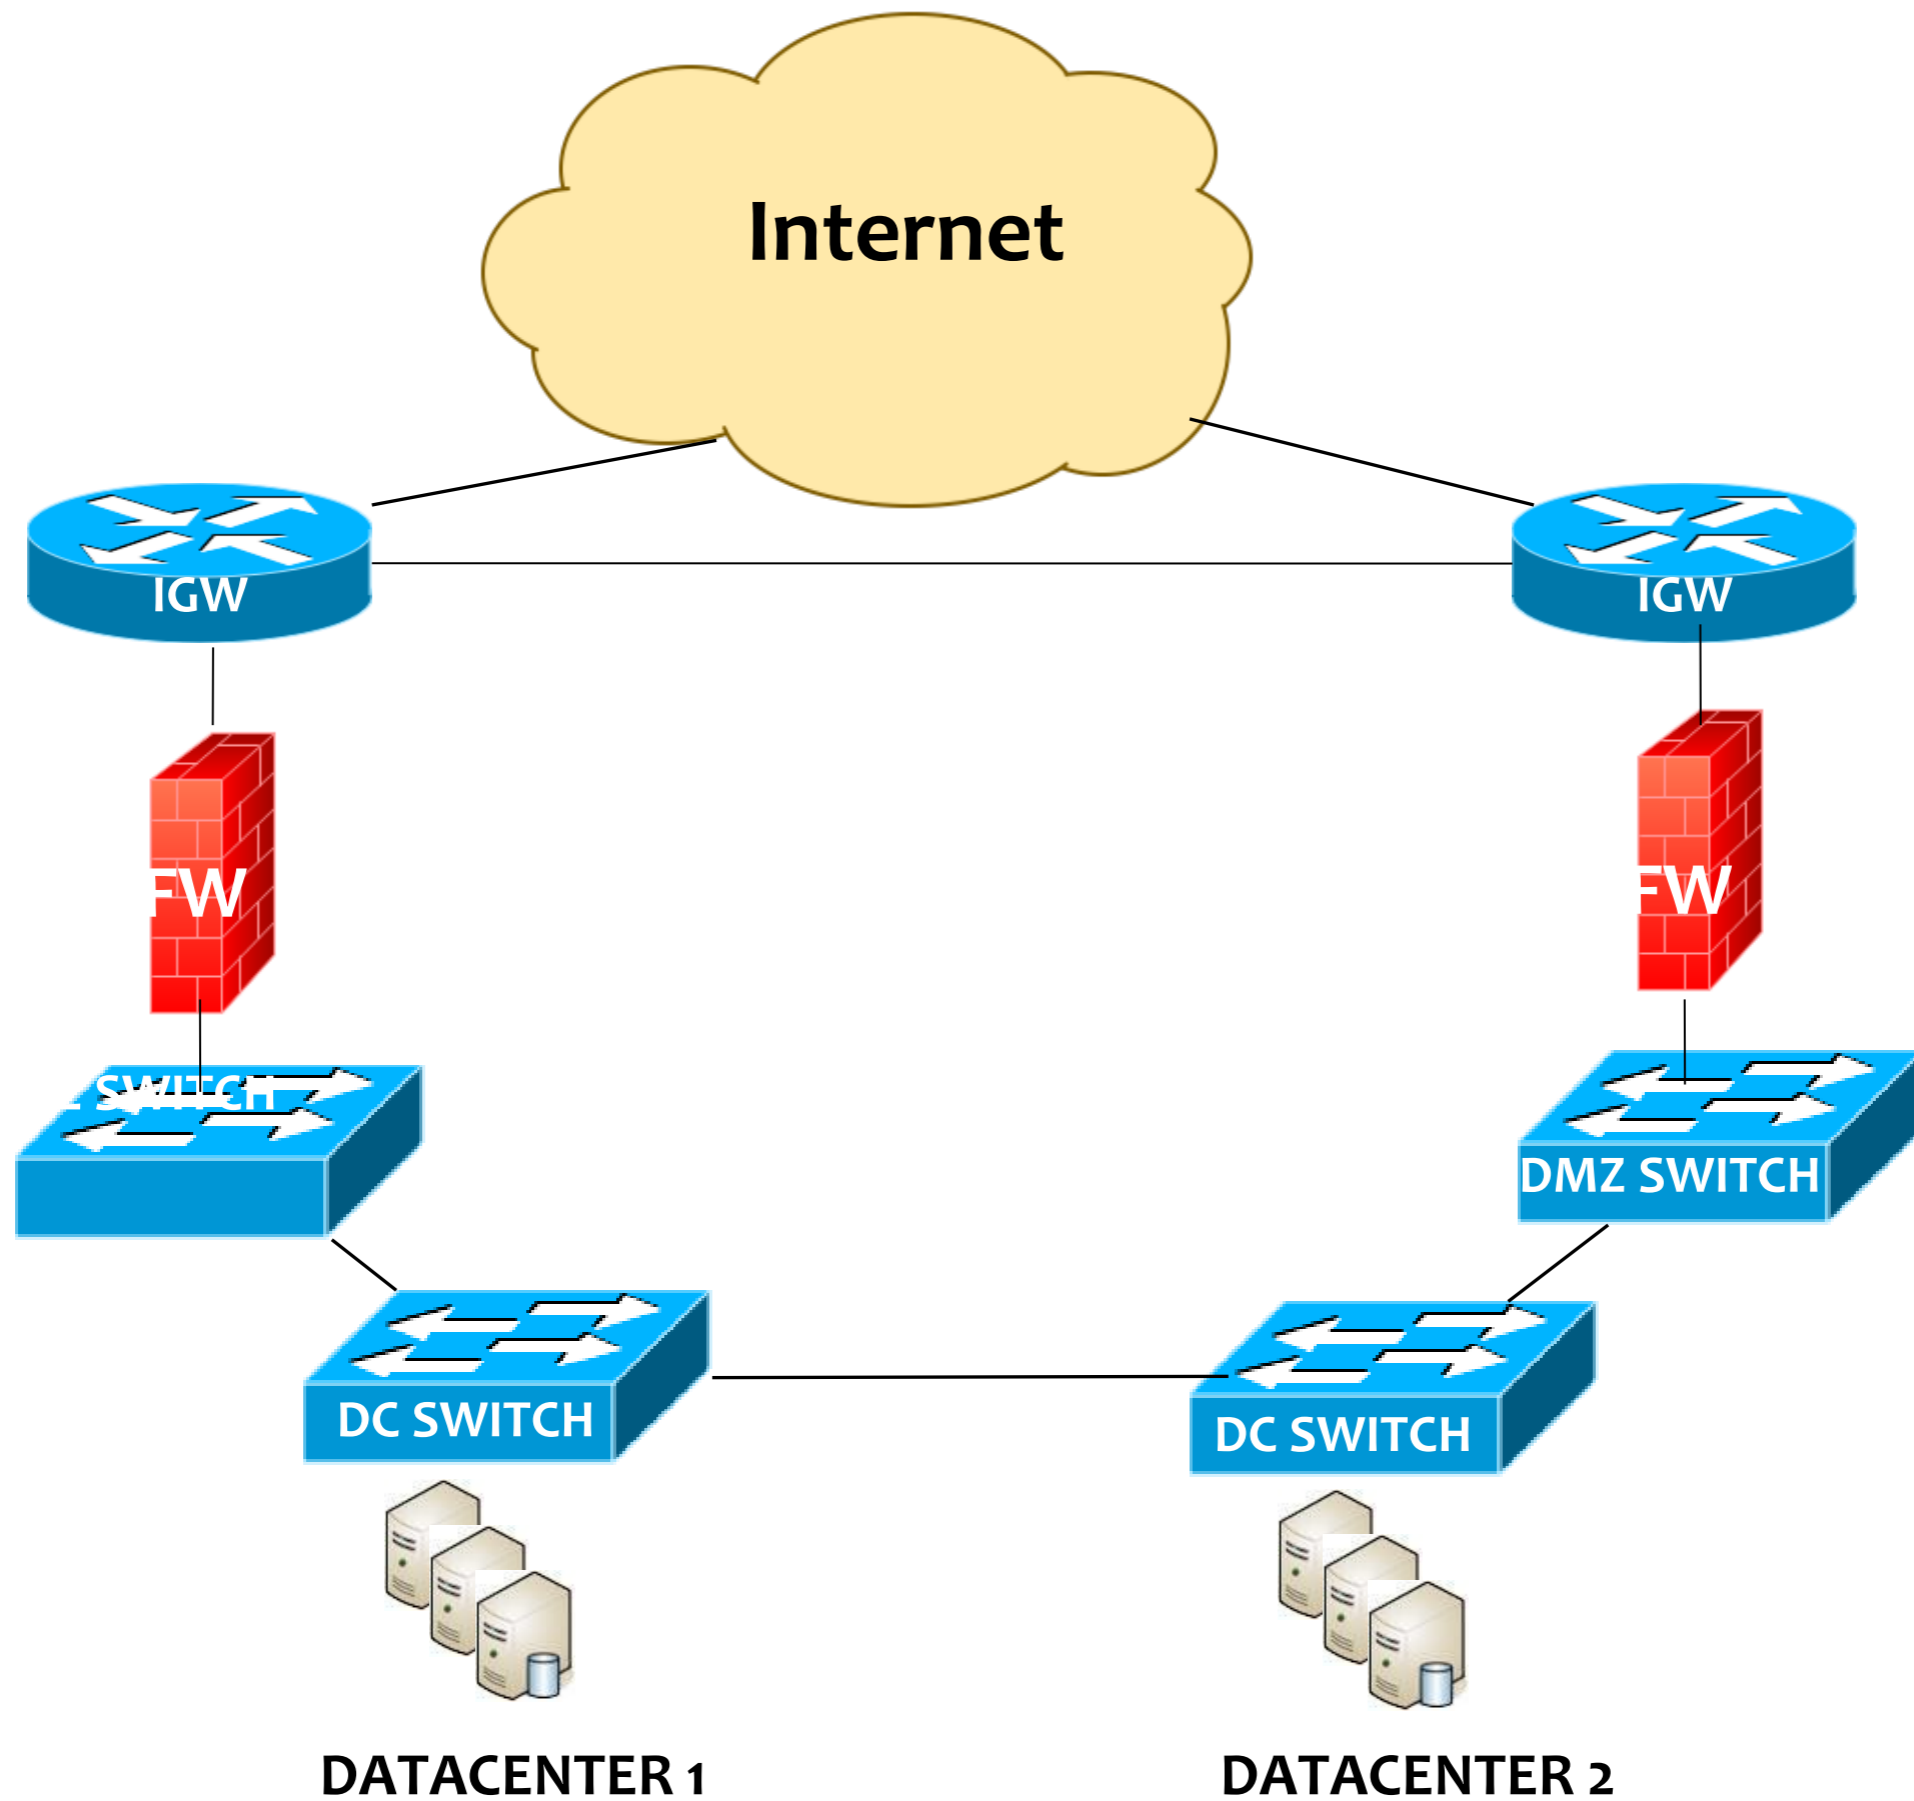 Internet
IGW
IGW
FW
FW
SWITCH
DMZ SWITCH
DC SWITCH
DC SWITCH
DATACENTER 1
DATACENTER 2